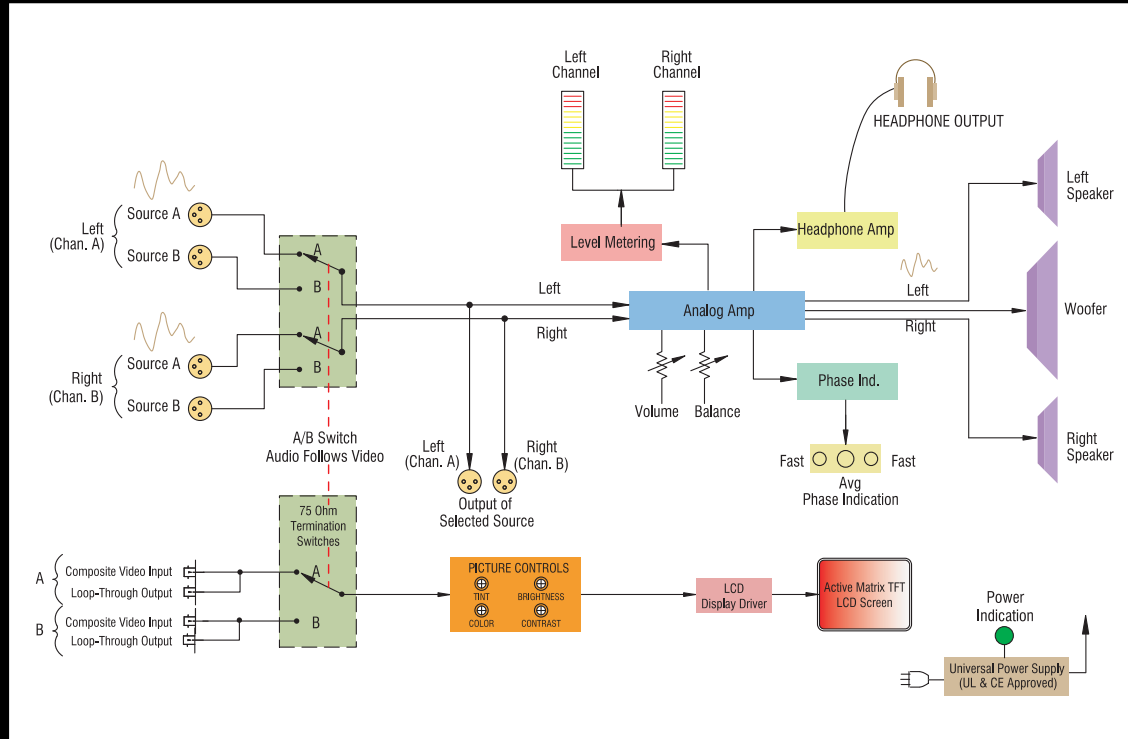 Left
Channel
Right
Channel
HEADPHONE OUTPUT
Left
(Chan. A)
Source A
Source B
A
B
Level Metering
Headphone Amp
Left
Speaker
Left
Right
Analog Amp
Left
Right
Woofer
Right
(Chan. B)
Source A
Source B
A
B
Volume
Balance
Phase Ind.
A/B Switch
Audio Follows Video
Left
(Chan. A)
Right
(Chan. B)
Output of
Selected Source
Fast
Fast
Avg
Phase Indication
Right
Speaker
75 Ohm
Termination
Switches
A
B
A
Composite Video Input
Loop-Through Output
B
Composite Video Input
Loop-Through Output
PICTURE CONTROLS
TINT
BRIGHTNESS
COLOR
CONTRAST
LCD
Display Driver
Active Matrix TFT
LCD Screen
Power
Indication
Universal Power Supply
(UL & CE Approved)